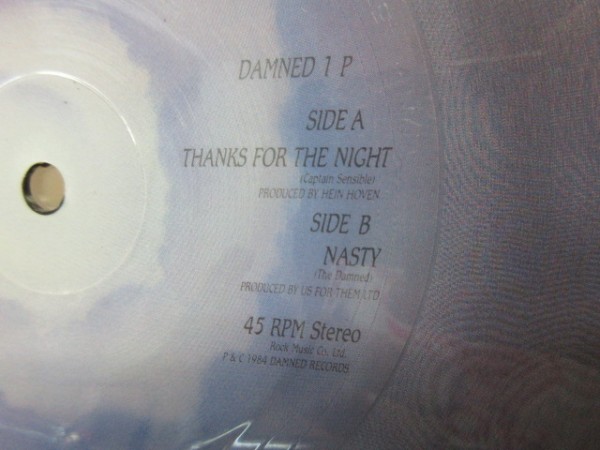 DAMNED 1 P
SIDE A
THANKS FOR THE NIGHT
(Captain Sensible)
PRODUCED BY HEIN HOVEN
SIDE B
NASTY
(The Damned)
PRODUCED BY US FOR THEM LTD
45 RPM Stereo
Rock Music Co. Ltd.
P & C 1984 DAMNED RECORDS